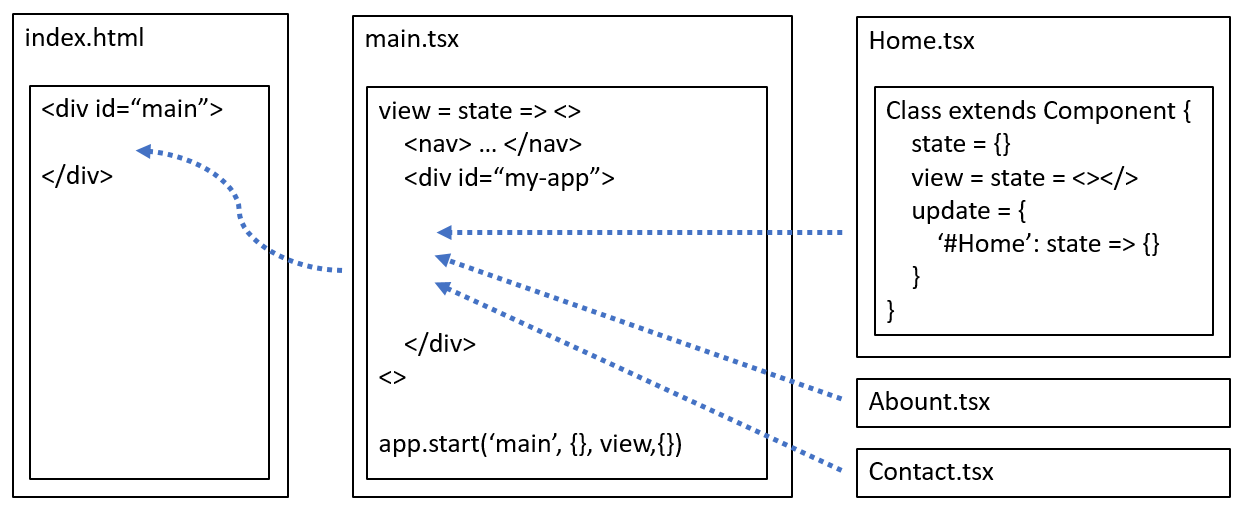 index.html
<div id=“main”>
</div>
main.tsx
view = state => <>
<nav> … </nav>
<div id=“my-app”>
</div>
<>
app.start(‘main’, {}, view,{})
Home.tsx
Class extends Component {
state = {}
view = state = <></>
update = {
‘#Home’: state => {}
}
}
Abount.tsx
Contact.tsx